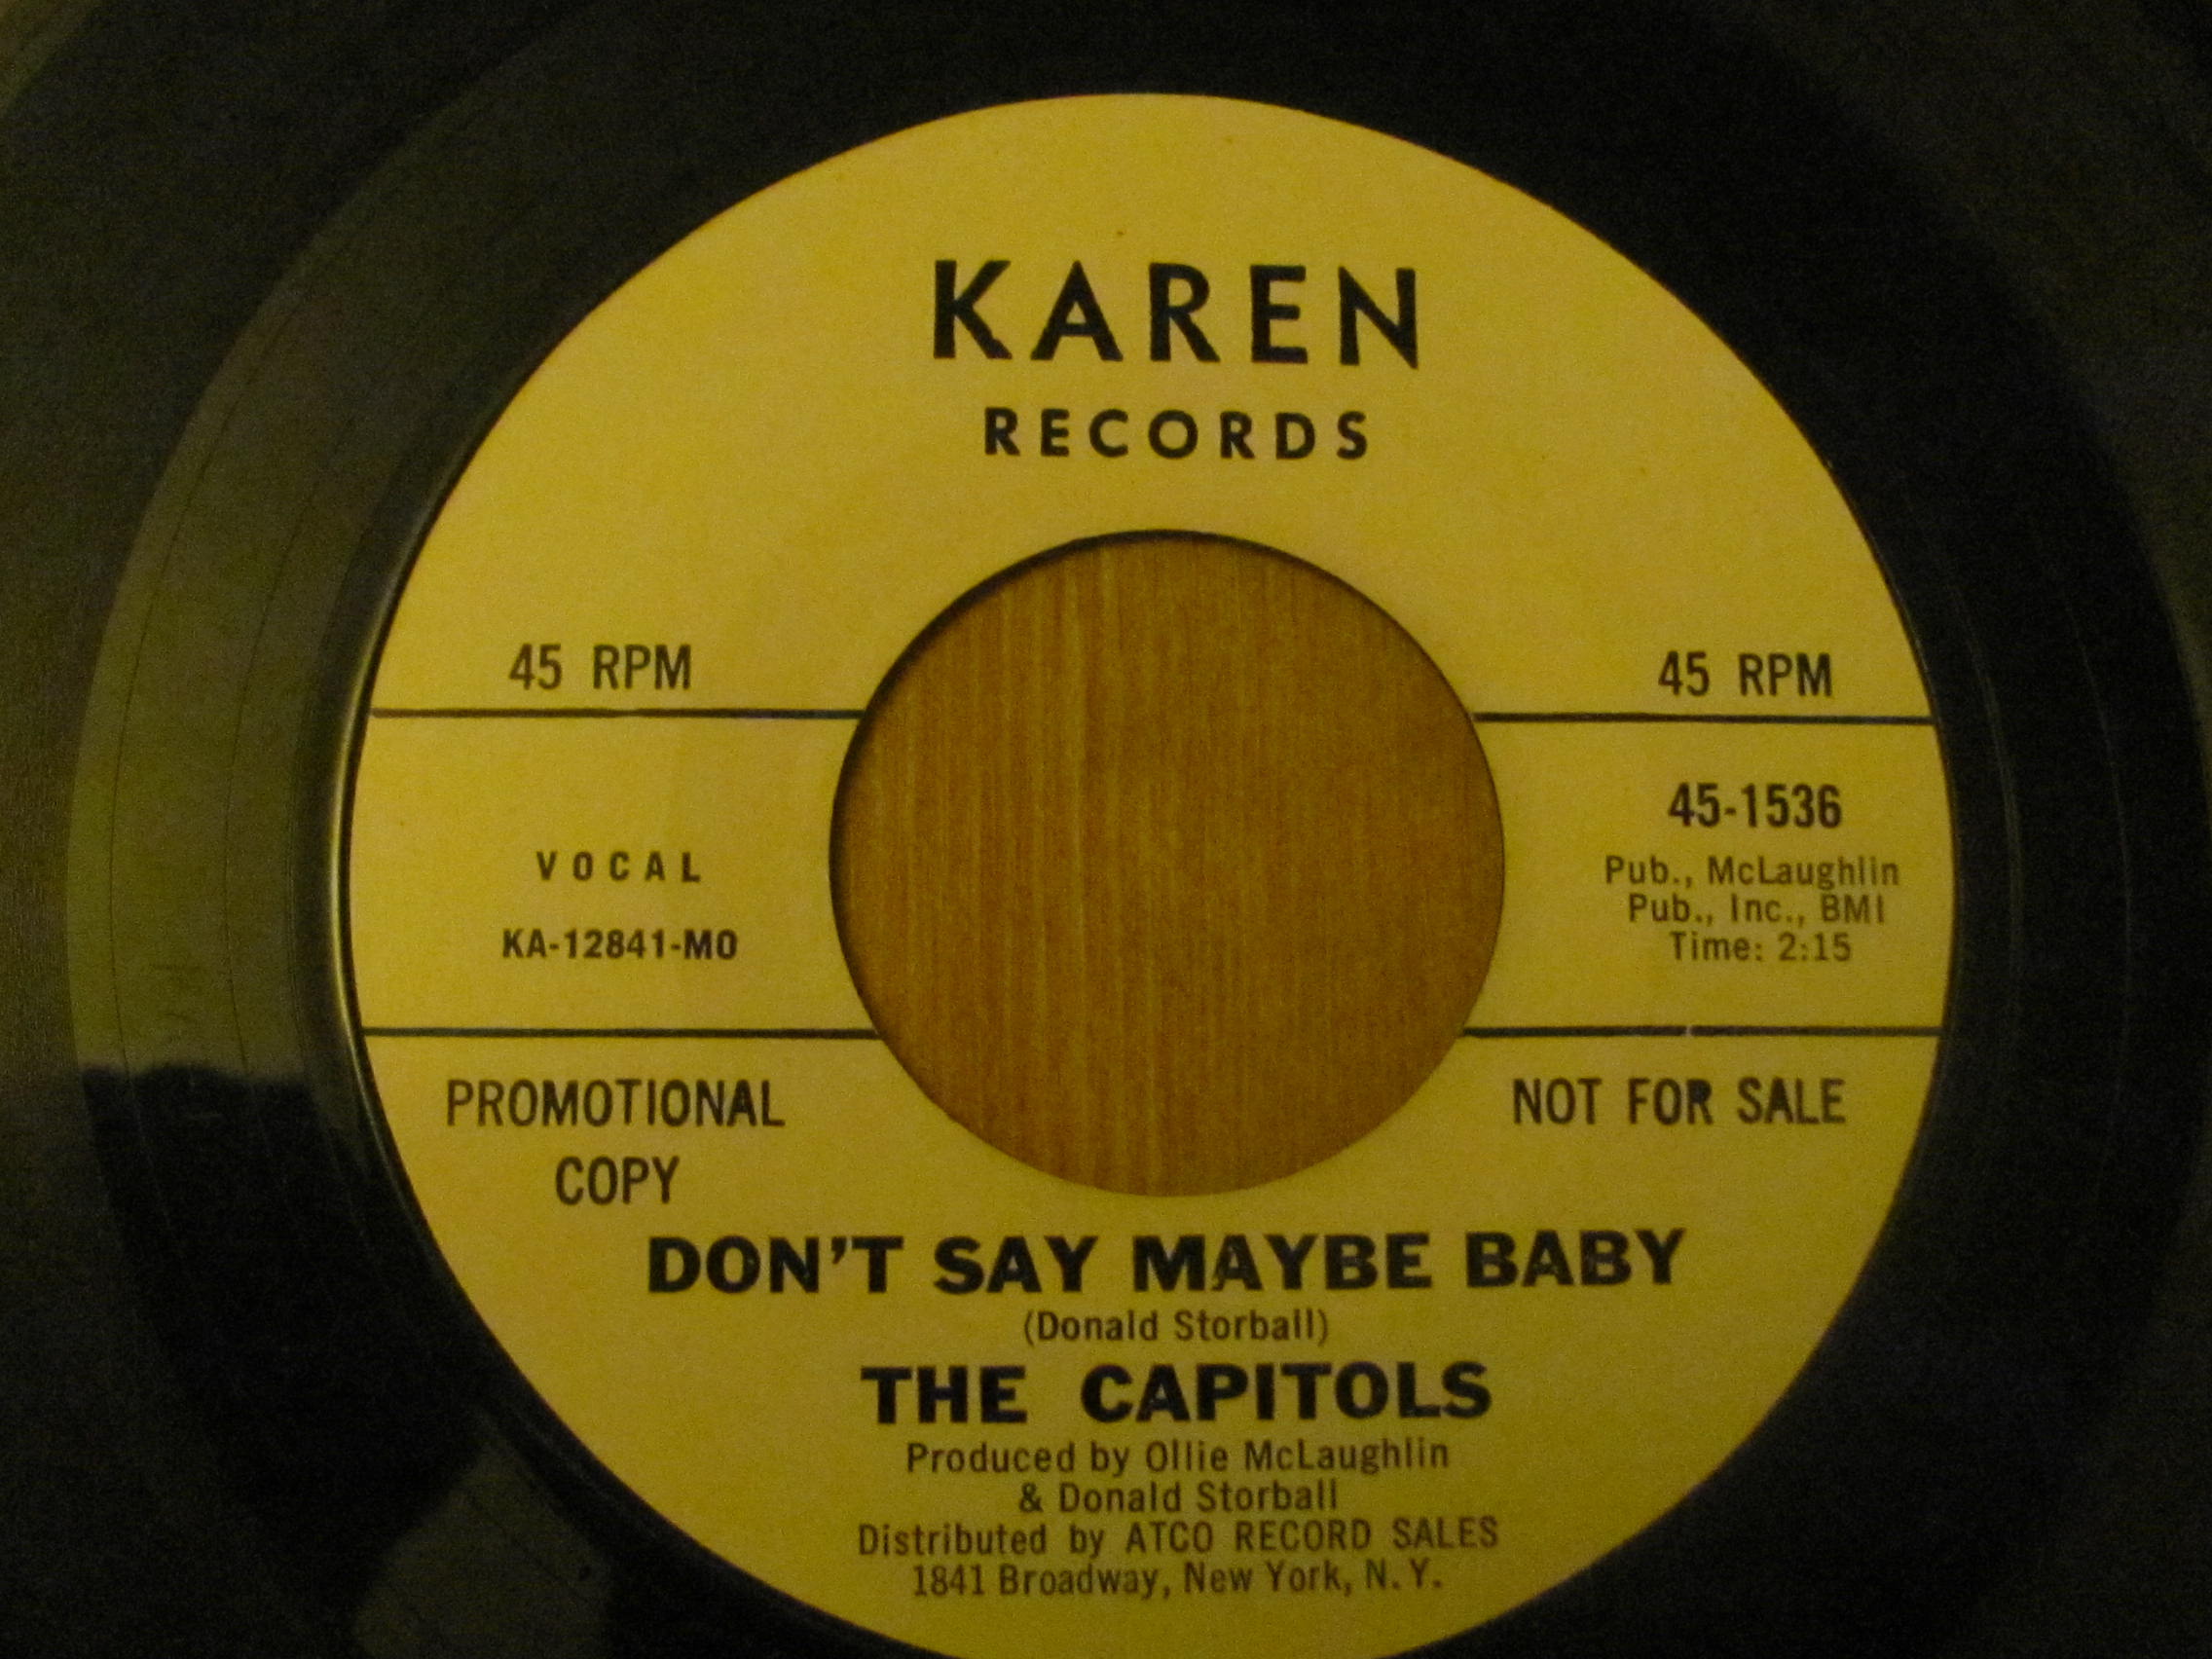 KAREN
RECORDS
45 RPM
45 RPM
VOCAL
KA-12841-MO
45-1536
Pub., McLaughlin
Pub., Inc., BMI
Time: 2:15
PROMOTIONAL
COPY
NOT FOR SALE
DON'T SAY MAYBE BABY
(Donald Storball)
THE CAPITOLS
Produced by Ollie McLaughlin
& Donald Storball
Distributed by ATCO RECORD SALES
1841 Broadway, New York, N.Y.